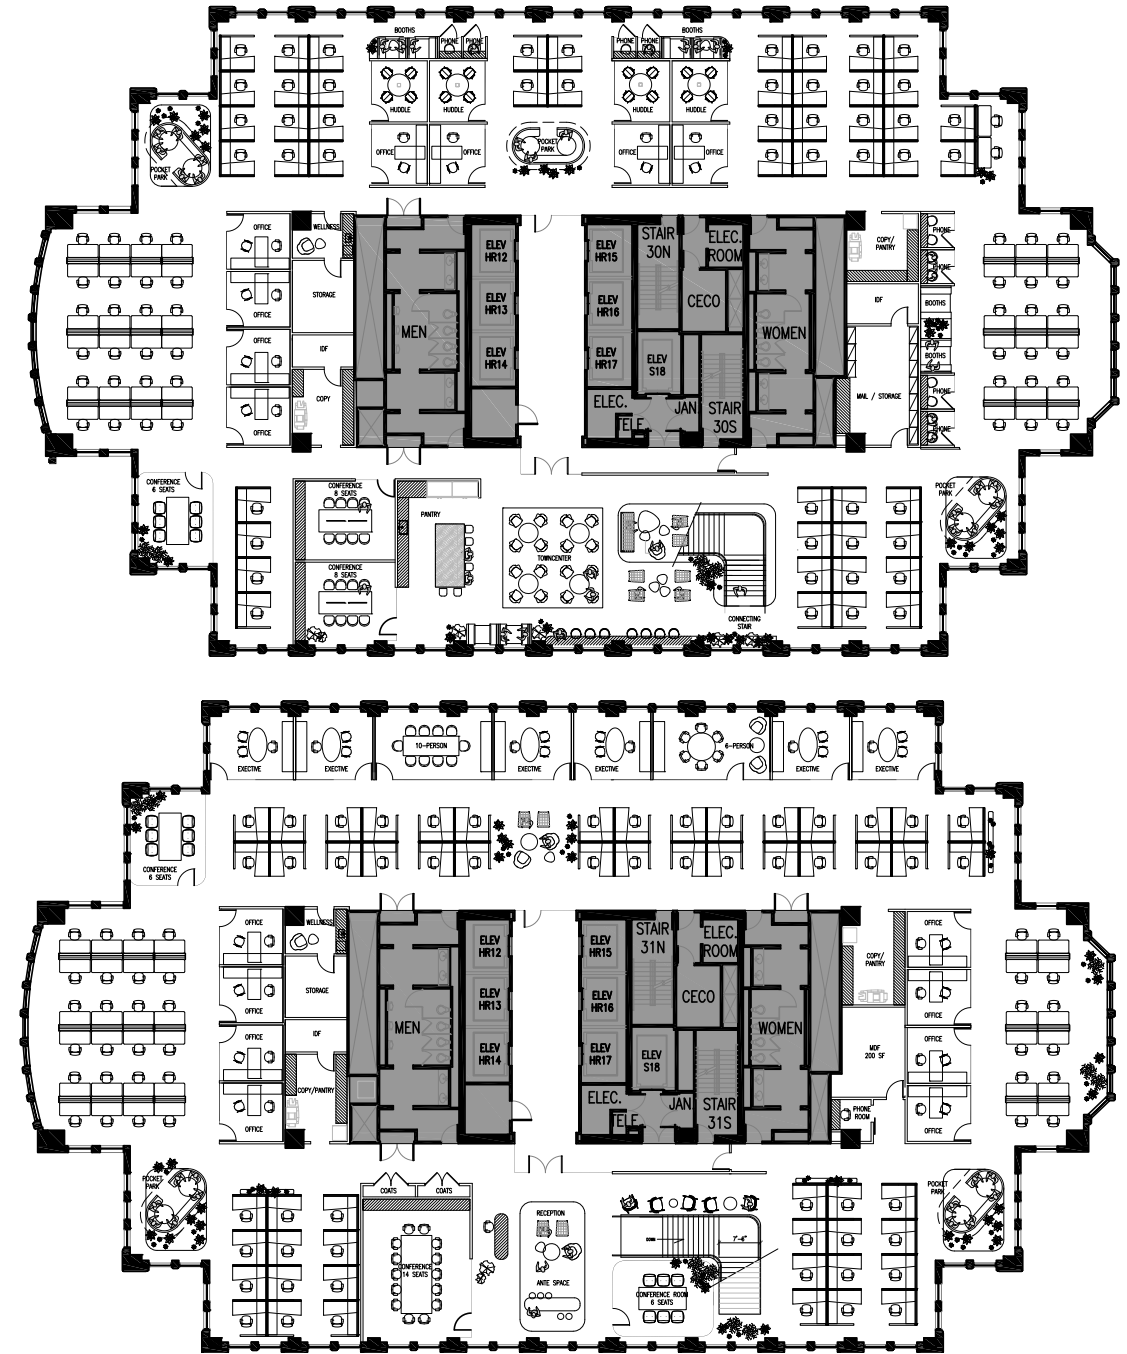 BOOTHS
PHONE
PHONE
PHONE
PHONE
BOOTHS
HUDDLE
HUDDLE
HUDDLE
HUDDLE
POCKET
PARK
OFFICE
OFFICE
POCKET
PARK
OFFICE
OFFICE
OFFICE
OFFICE
WELLNESS
STORAGE
OFFICE
IDF
COPY
OFFICE
MEN
ELEV
HR12
ELEV
HR13
ELEV
HR14
ELEV
HR15
ELEV
HR16
ELEV
HR17
STAIR
30N
ELEC.
ROOM
CECO
ELEV
S18
ELEC.
TELE
JAN
STAIR
30S
WOMEN
COPY/
PANTRY
IDF
MAIL / STORAGE
PHONE
PHONE
BOOTHS
BOOTHS
PHONE
PHONE
CONFERENCE
6 SEATS
CONFERENCE
8 SEATS
CONFERENCE
8 SEATS
PANTRY
TOWNCENTER
CONNECTING
STAIR
POCKET
PARK
EXECTIVE
EXECTIVE
10-PERSON
EXECTIVE
EXECTIVE
6-PERSON
EXECTIVE
EXECTIVE
CONFERENCE
6 SEATS
OFFICE
OFFICE
OFFICE
OFFICE
WELLNESS
STORAGE
IDF
COPY/PANTRY
MEN
ELEV
HR12
ELEV
HR13
ELEV
HR14
ELEV
HR15
ELEV
HR16
ELEV
HR17
STAIR
31N
ELEC.
ROOM
CECO
ELEV
S18
ELEC.
TELE
JAN
STAIR
31S
WOMEN
COPY/
PANTRY
MDF
200 SF
PHONE
ROOM
OFFICE
OFFICE
OFFICE
OFFICE
POCKET
PARK
COATS
COATS
CONFERENCE
14 SEATS
RECEPTION
ANTE SPACE
DOWN
7'-6"
CONFERENCE ROOM
6 SEATS
POCKET
PARK